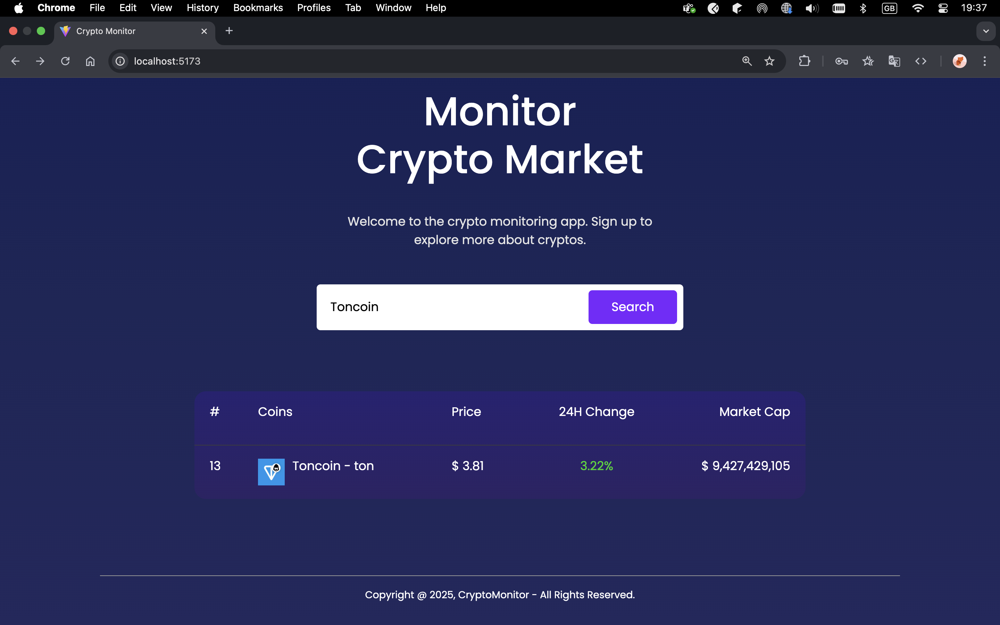 Chrome File Edit View History Bookmarks Profiles Tab Window Help GB 19:37
Crypto Monitor
localhost:5173
Monitor
Crypto Market
Welcome to the crypto monitoring app. Sign up to
explore more about cryptos.
Toncoin Search
# Coins Price 24H Change Market Cap
13 Toncoin - ton $ 3.81 3.22% $ 9,427,429,105
Copyright @ 2025, CryptoMonitor - All Rights Reserved.